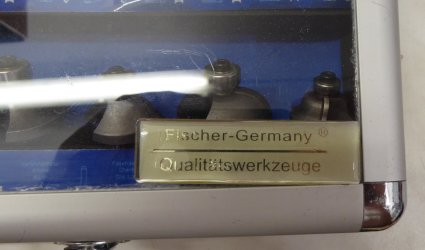 Fischer-Germany ®
Qualitätswerkzeuge